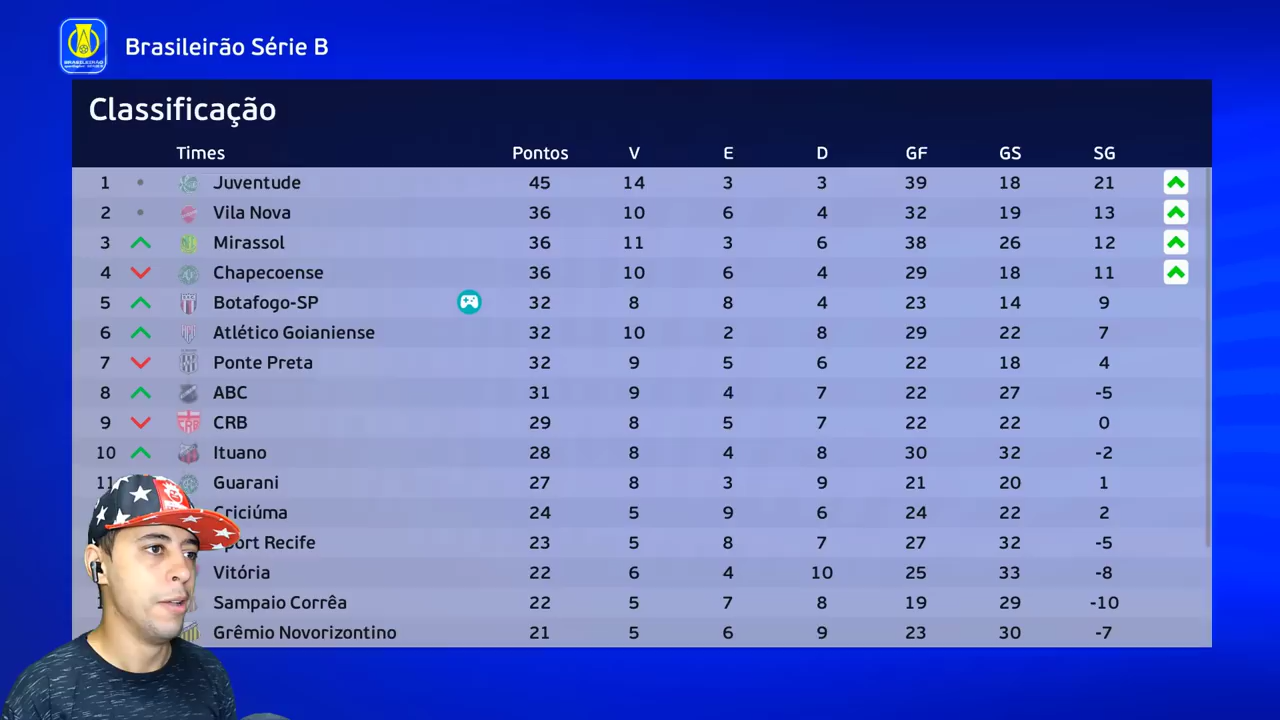 Brasileirão Série B
Classificação
Times Pontos V E D GF GS SG
1 Juventude 45 14 3 3 39 18 21
2 Vila Nova 36 10 6 4 32 19 13
3 Mirassol 36 11 3 6 38 26 12
4 Chapecoense 36 10 6 4 29 18 11
5 Botafogo-SP 32 8 8 4 23 14 9
6 Atlético Goianiense 32 10 2 8 29 22 7
7 Ponte Preta 32 9 5 6 22 18 4
8 ABC 31 9 4 7 22 27 -5
9 CRB 29 8 5 7 22 22 0
10 Ituano 28 8 4 8 30 32 -2
11 Guarani 27 8 3 9 21 20 1
Criciúma 24 5 9 6 24 22 2
Sport Recife 23 5 8 7 27 32 -5
Vitória 22 6 4 10 25 33 -8
Sampaio Corrêa 22 5 7 8 19 29 -10
Grêmio Novorizontino 21 5 6 9 23 30 -7